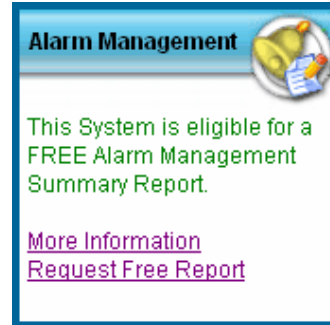 Alarm Management
This System is eligible for a
FREE Alarm Management
Summary Report.
More Information
Request Free Report